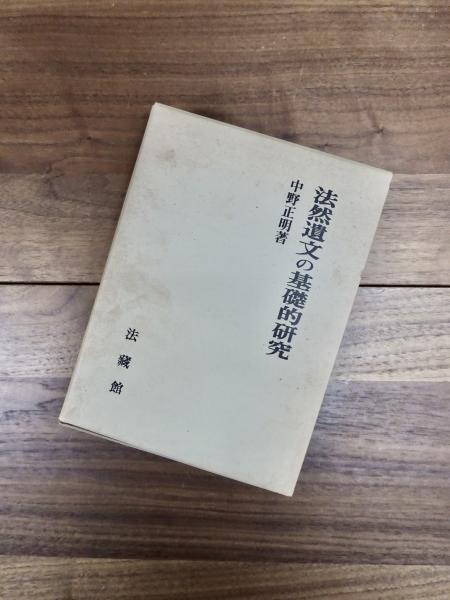 法然遺文の基礎的研究
中野正明著
法藏館